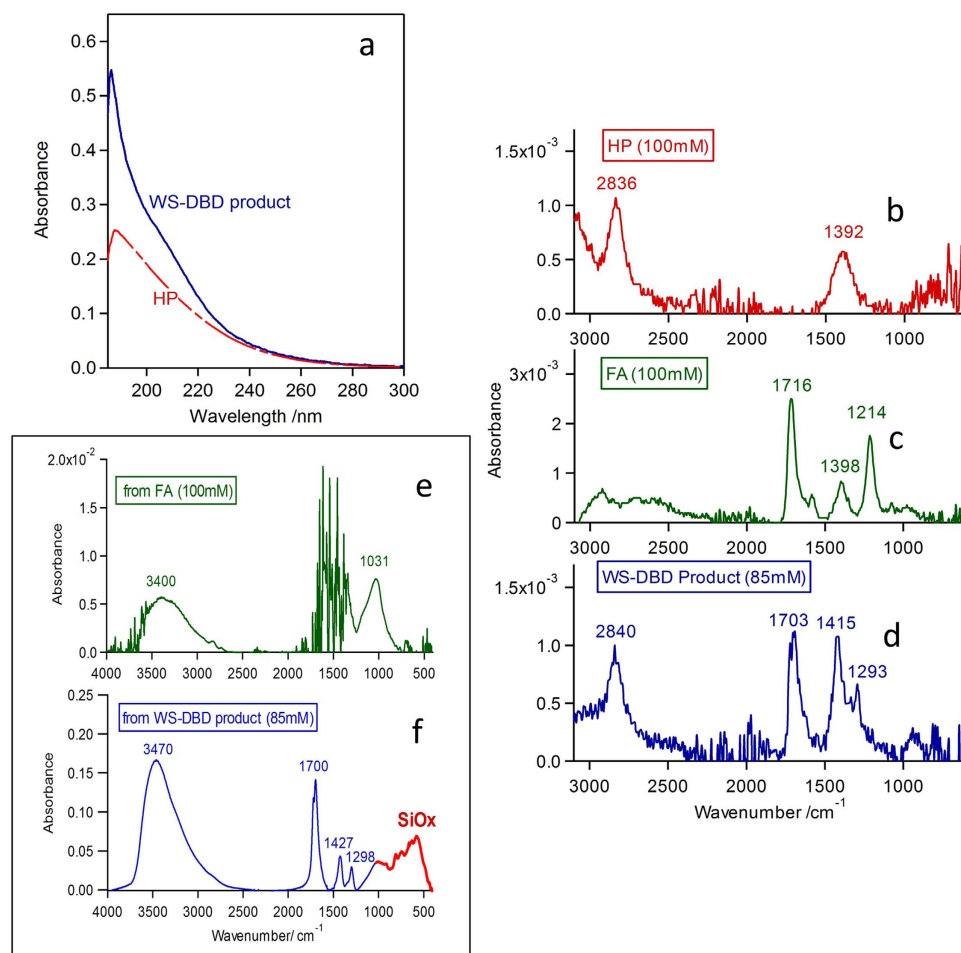 a
0.6
0.5
0.4
0.3
0.2
0.1
0.0
Absorbance
WS-DBD product
HP
200 220 240 260 280 300
Wavelength /nm
HP (100mM)
b
1.5x10-3
1.0
0.5
0.0
2836
1392
3000 2500 2000 1500 1000
FA (100mM)
c
3x10-3
2
1
0
Absorbance
1716
1398
1214
3000 2500 2000 1500 1000
WS-DBD Product (85mM)
d
1.5x10-3
1.0
0.5
0.0
2840
1703
1415
1293
3000 2500 2000 1500 1000
Wavenumber /cm-1
e
from FA (100mM)
2.0x10-2
1.0
0.5
0.0
Absorbance
3400
1031
4000 3500 3000 2500 2000 1500 1000 500
f
from WS-DBD product (85mM)
0.25
0.20
0.15
0.10
0.05
0.00
Absorbance
3470
1700
1427
1298
SiOx
4000 3500 3000 2500 2000 1500 1000 500
Wavenumber/ cm-1